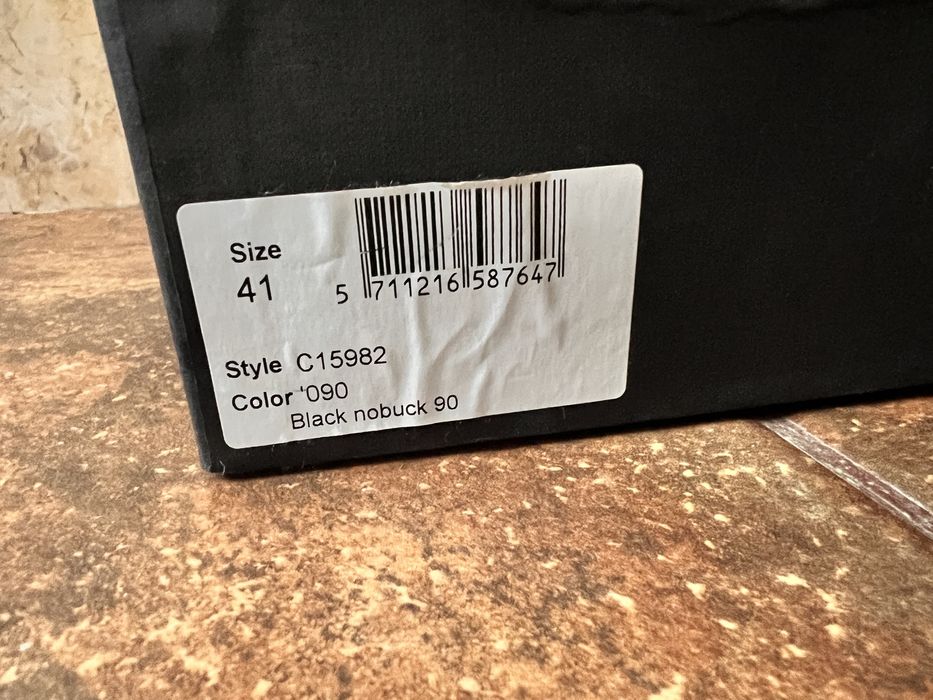 Size
41
5 711216 587647
Style C15982
Color '090
Black nobuck 90